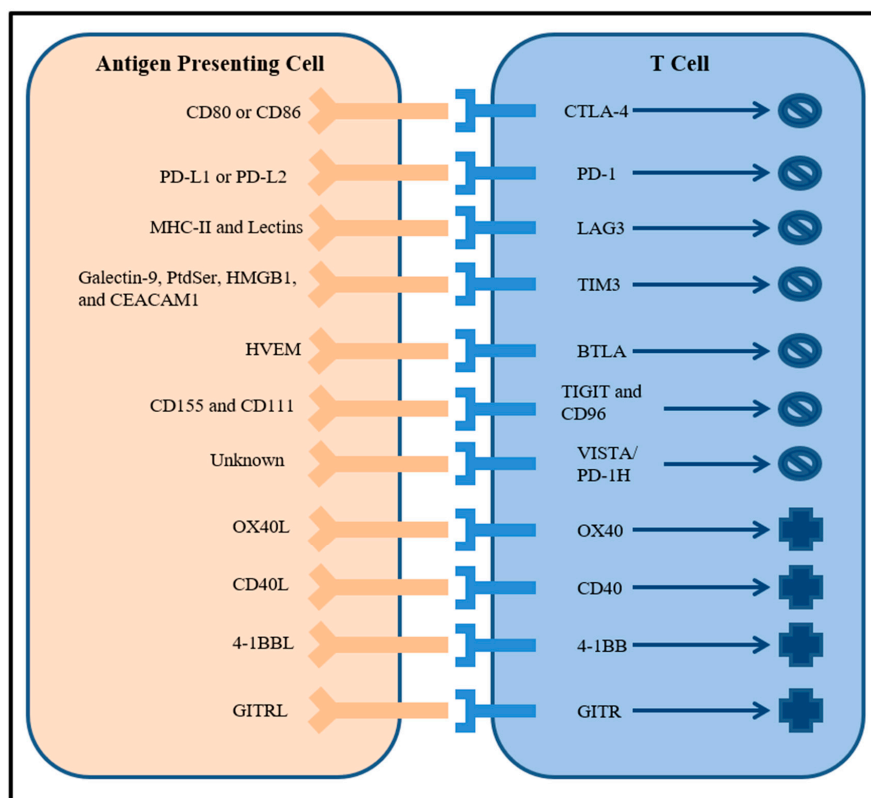 Antigen Presenting Cell
T Cell
CD80 or CD86
CTLA-4
PD-L1 or PD-L2
PD-1
MHC-II and Lectins
LAG3
Galectin-9, PtdSer, HMGB1,
and CEACAM1
TIM3
HVEM
BTLA
CD155 and CD111
TIGIT and
CD96
Unknown
VISTA/
PD-1H
OX40L
OX40
CD40L
CD40
4-1BBL
4-1BB
GITRL
GITR